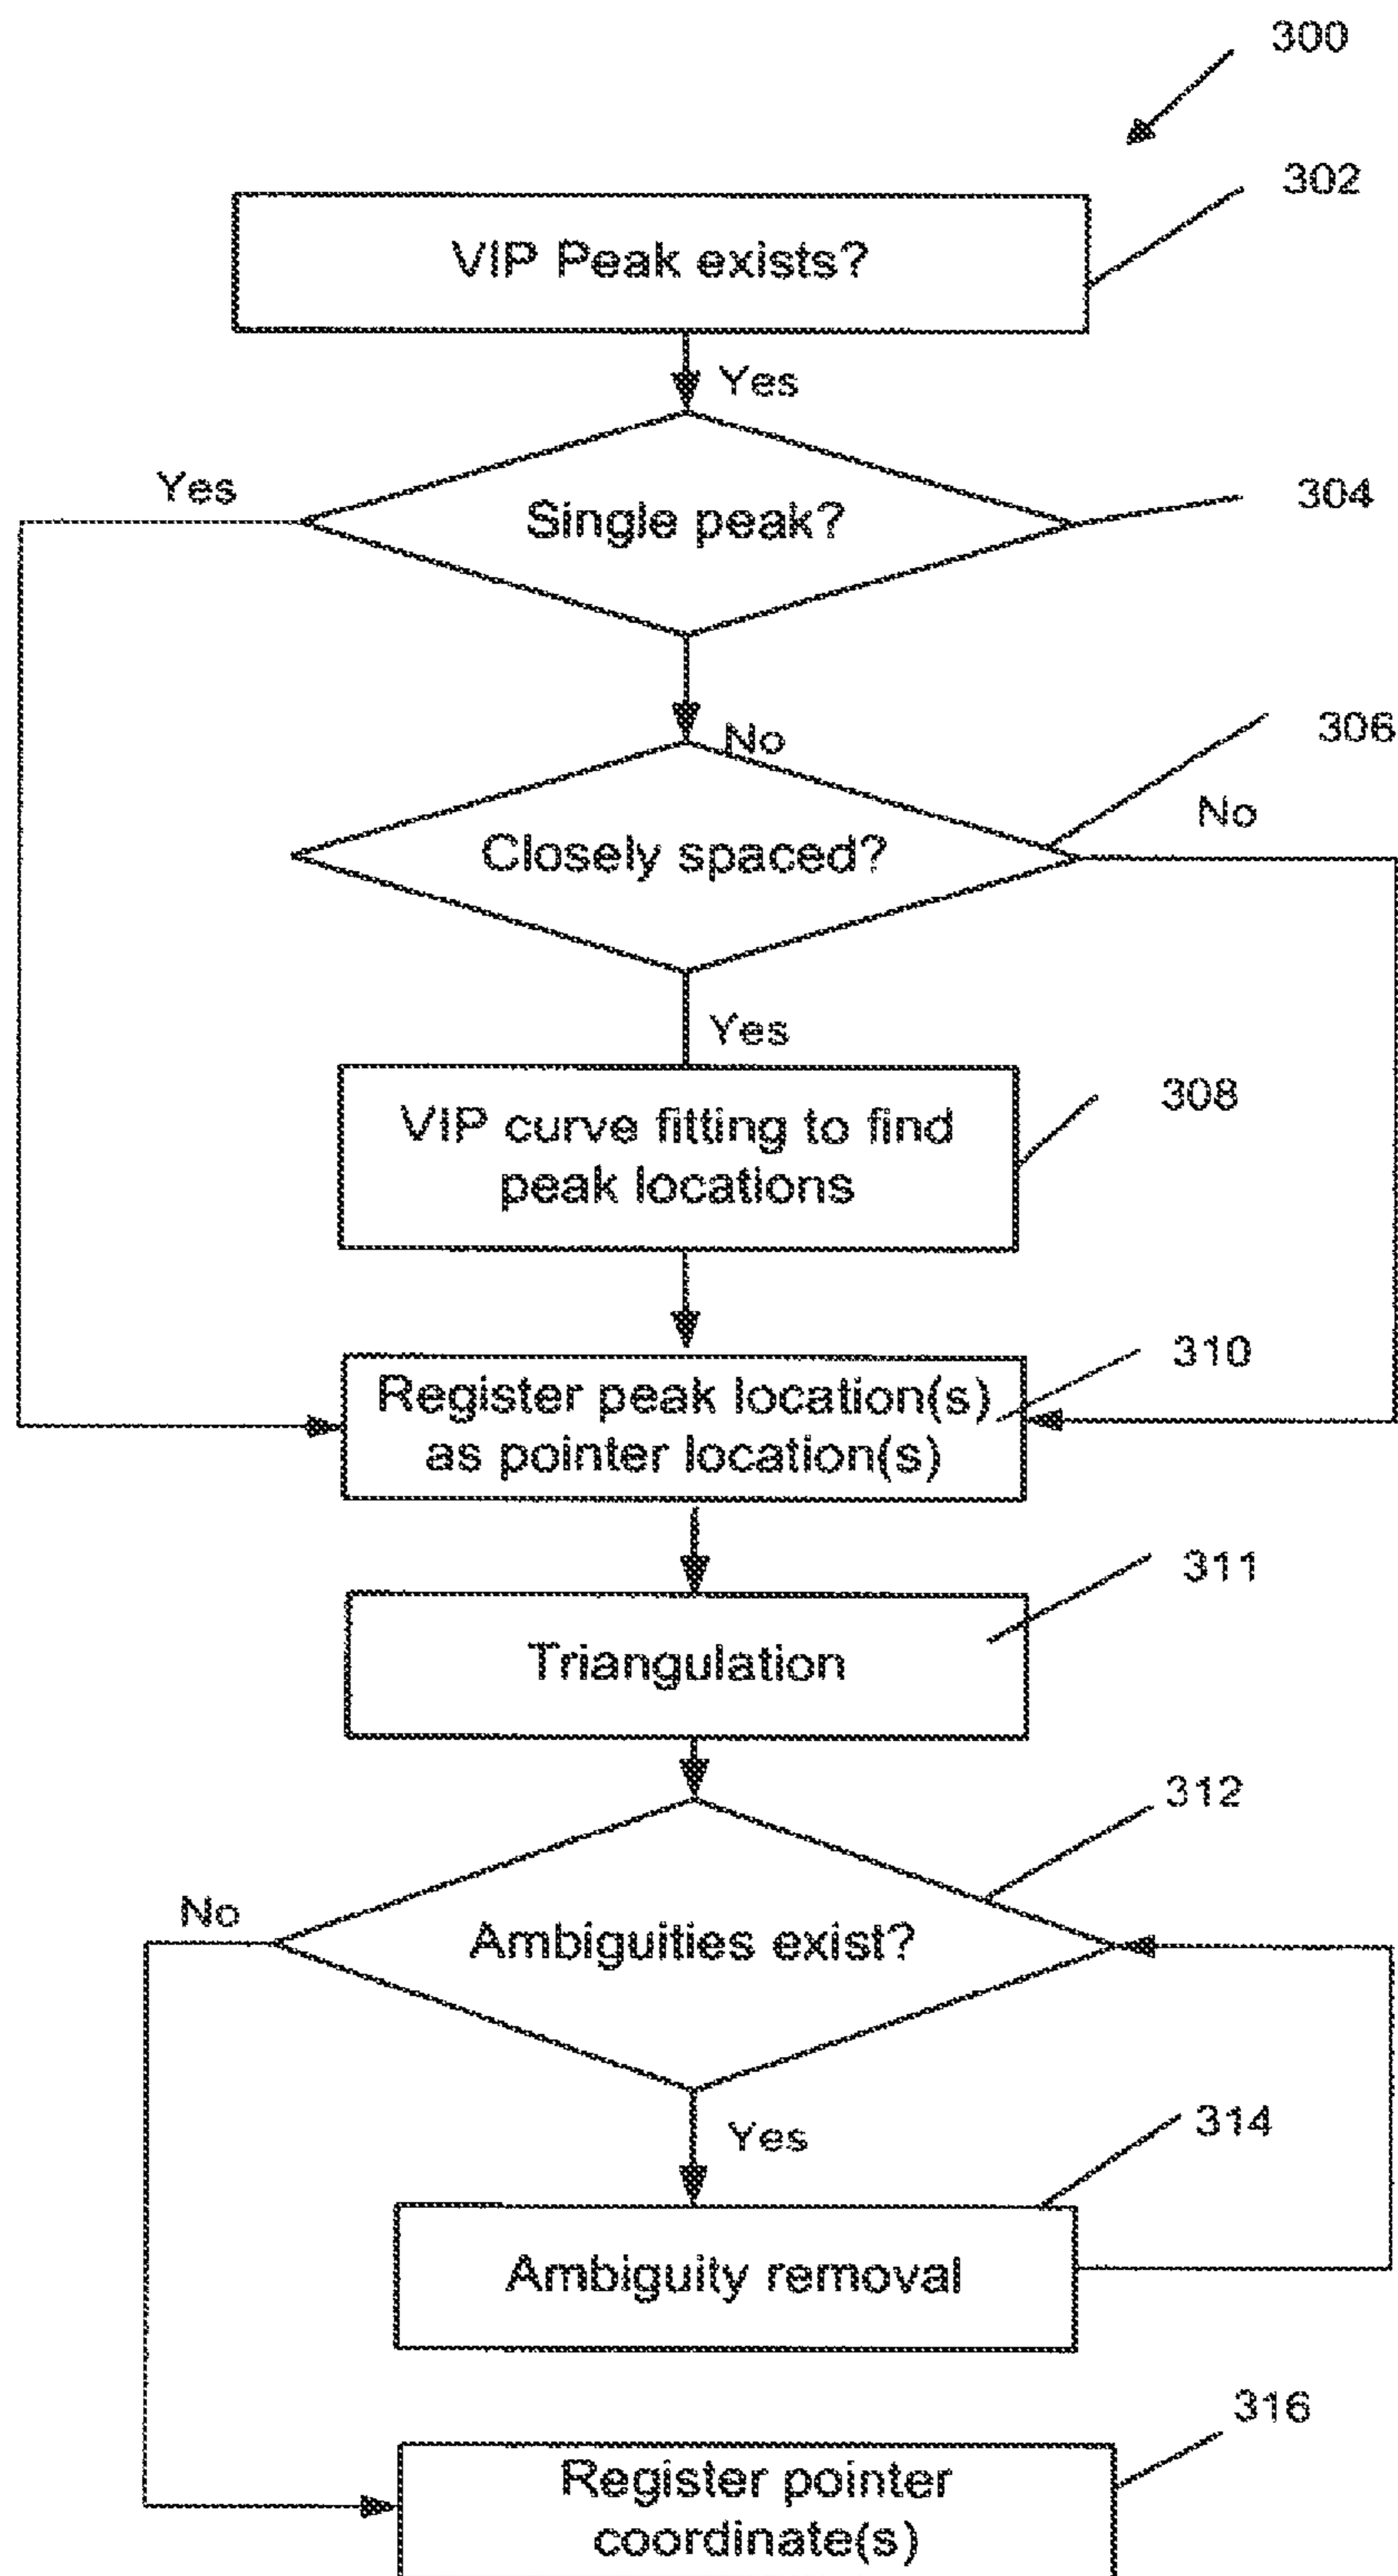 300
302
VIP Peak exists?
Yes
Yes
Single peak?
304
No
306
No
Closely spaced?
Yes
VIP curve fitting to find
peak locations
308
310
Register peak location(s)
as pointer location(s)
311
Triangulation
312
No
Ambiguities exist?
Yes
314
Ambiguity removal
316
Register pointer
coordinate(s)